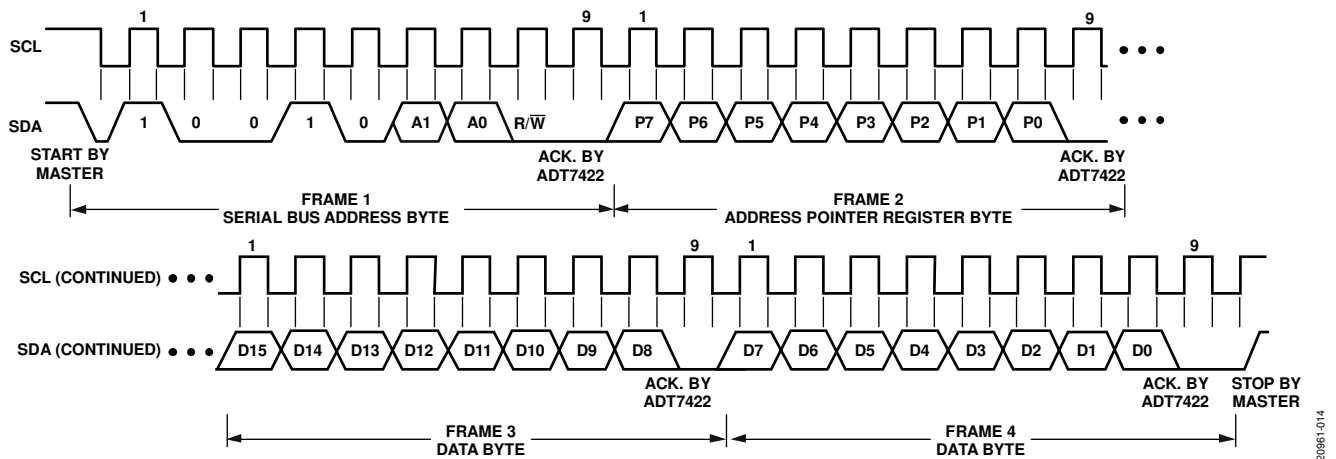 1 9 1 9
SCL
SDA 1 0 0 1 0 A1 A0 R/W̅ P7 P6 P5 P4 P3 P2 P1 P0
START BY MASTER
ACK. BY ADT7422
ACK. BY ADT7422
FRAME 1
SERIAL BUS ADDRESS BYTE
FRAME 2
ADDRESS POINTER REGISTER BYTE
1 9 1 9
SCL (CONTINUED)
SDA (CONTINUED) D15 D14 D13 D12 D11 D10 D9 D8 D7 D6 D5 D4 D3 D2 D1 D0
ACK. BY ADT7422
ACK. BY ADT7422
STOP BY MASTER
FRAME 3
DATA BYTE
FRAME 4
DATA BYTE
20961-014